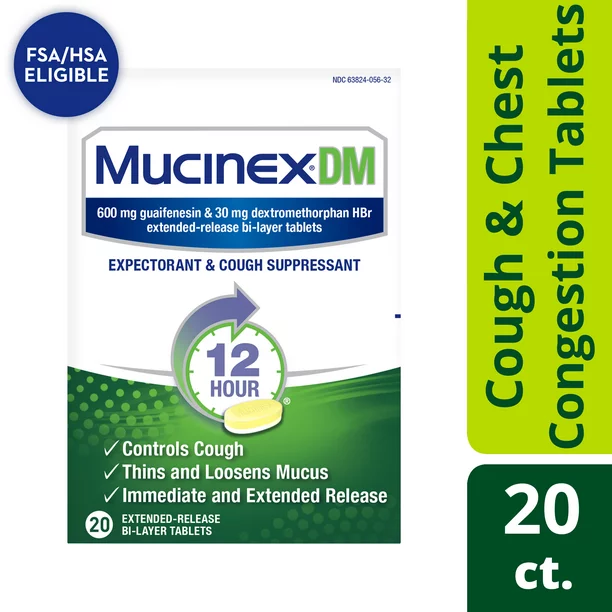 FSA/HSA
ELIGIBLE
NDC 63824-056-32
MUCINEX® DM
600 mg guaifenesin & 30 mg dextromethorphan HBr
extended-release bi-layer tablets
EXPECTORANT & COUGH SUPPRESSANT
12
HOUR
®
✓ Controls Cough
✓ Thins and Loosens Mucus
✓ Immediate and Extended Release
20 EXTENDED-RELEASE
BI-LAYER TABLETS
Cough & Chest
Congestion Tablets
20
ct.